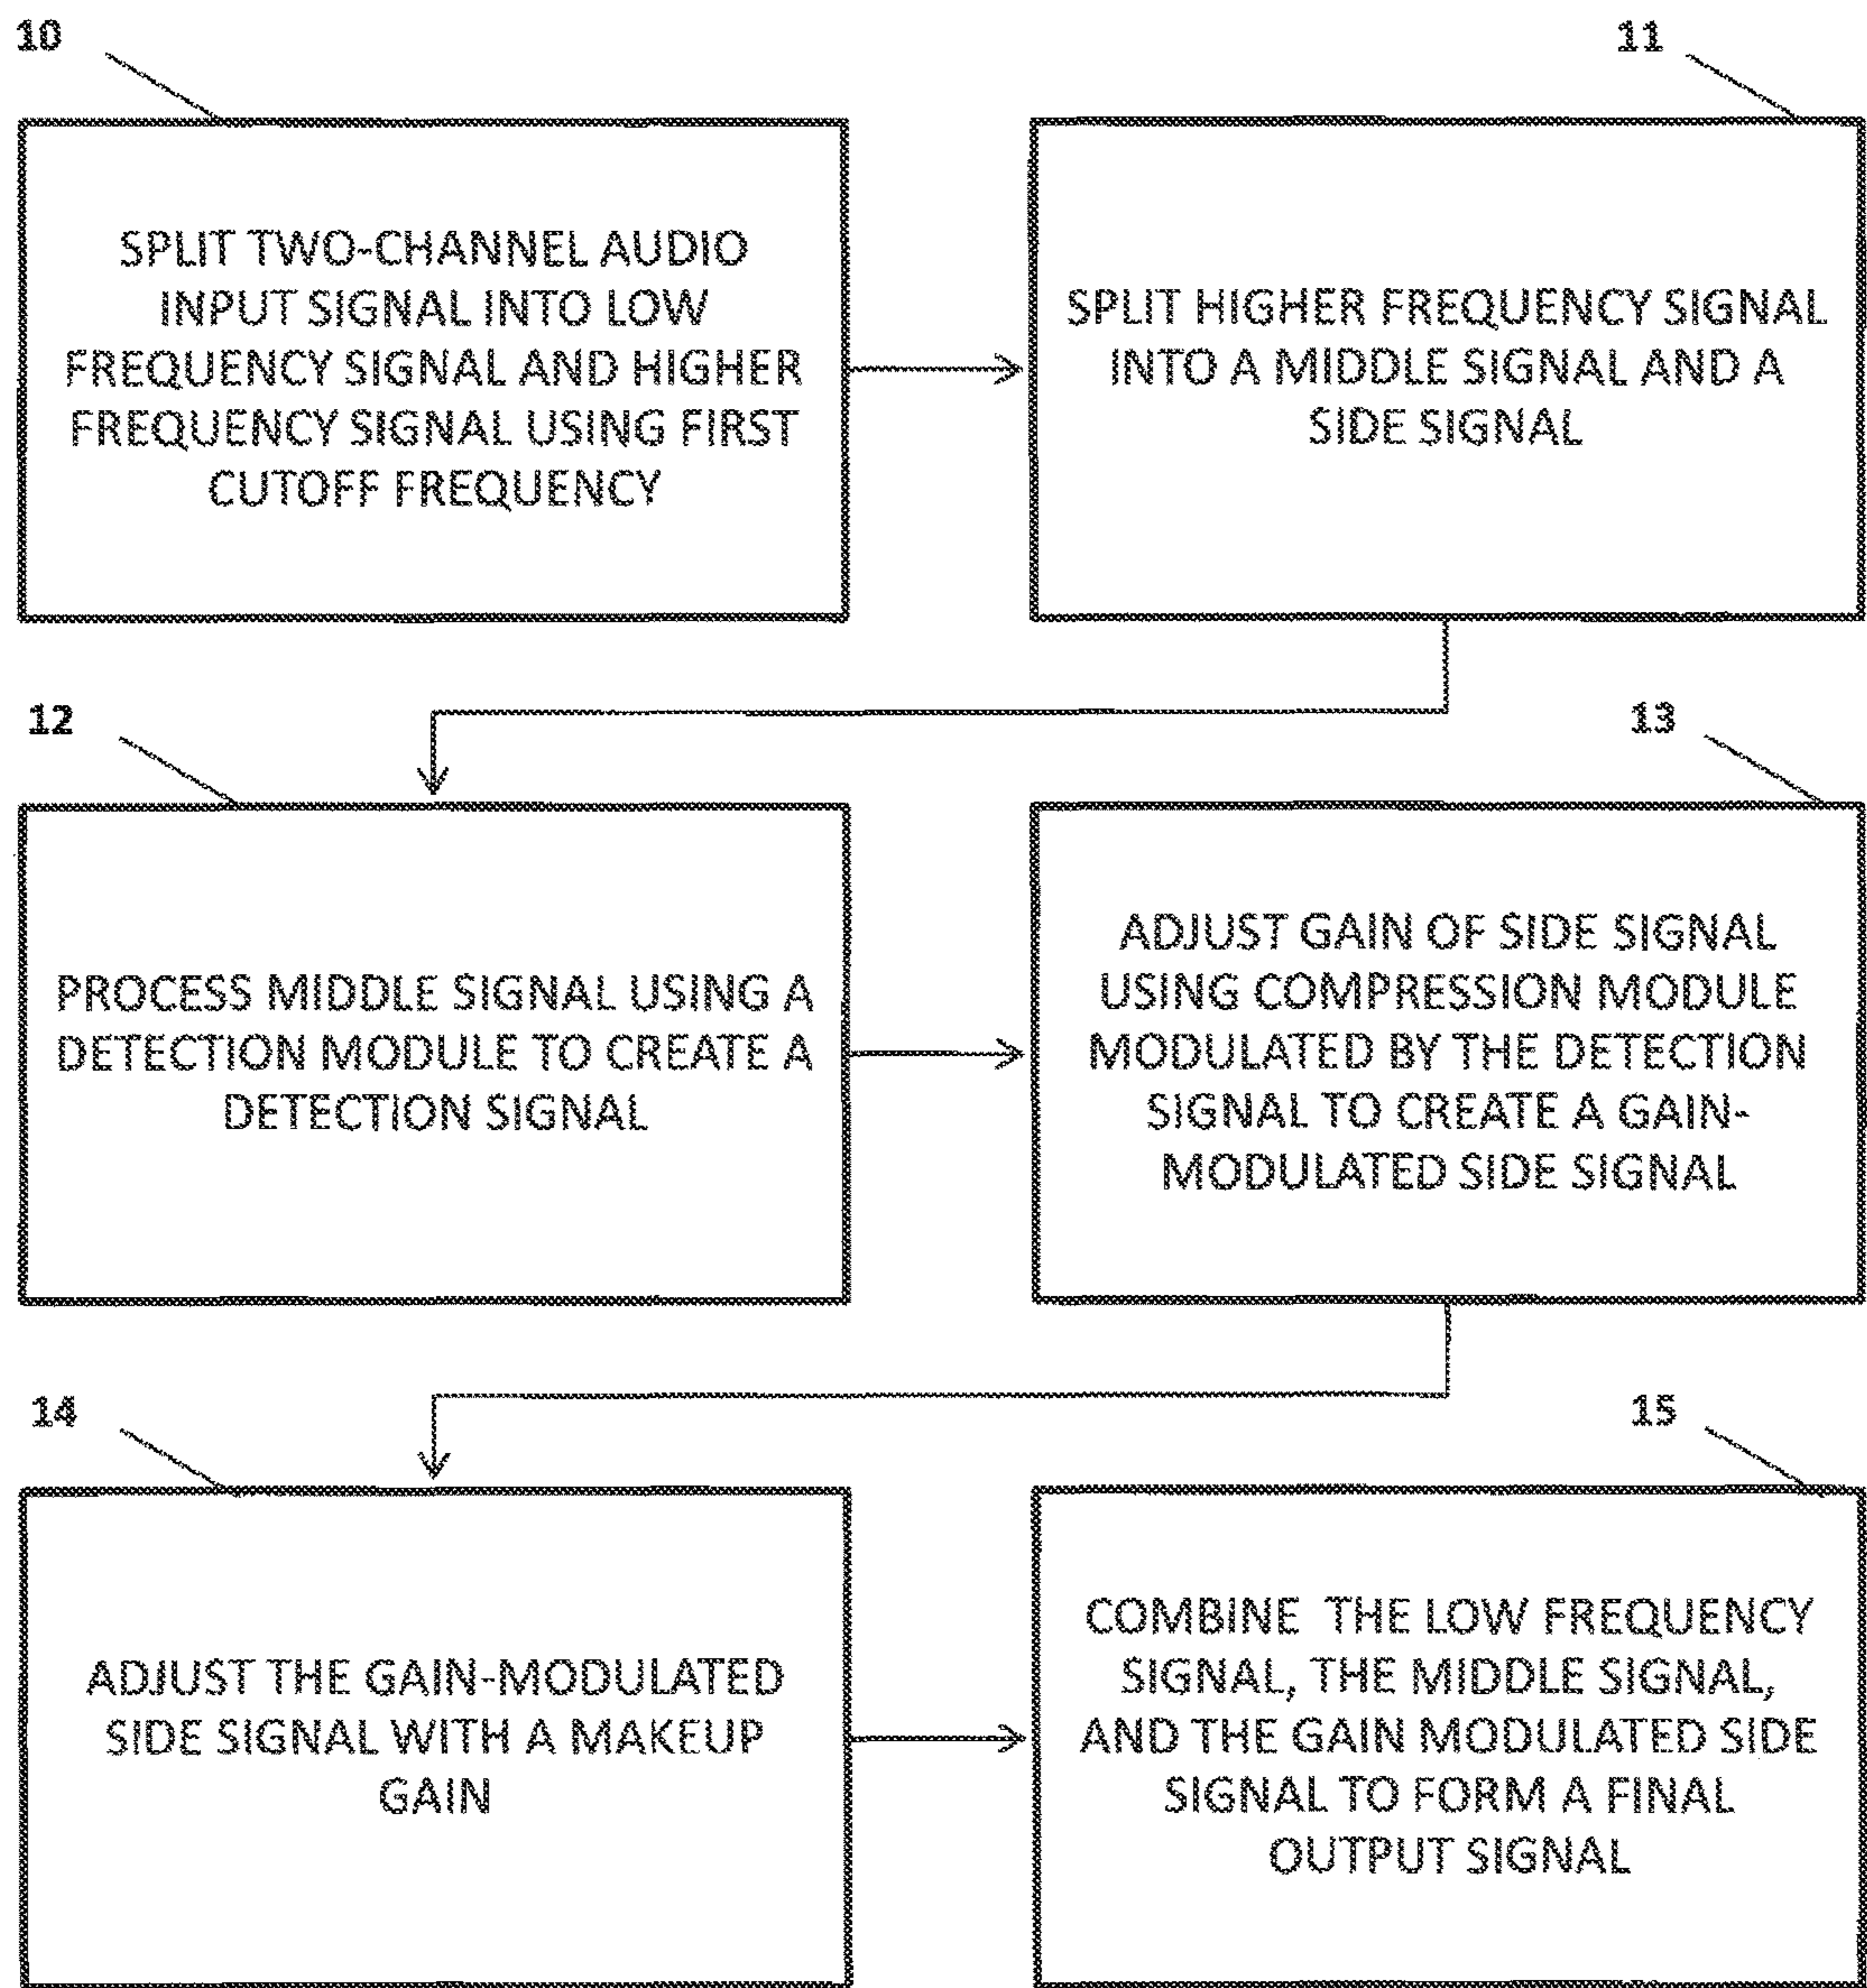 10
SPLIT TWO-CHANNEL AUDIO
INPUT SIGNAL INTO LOW
FREQUENCY SIGNAL AND HIGHER
FREQUENCY SIGNAL USING FIRST
CUTOFF FREQUENCY
11
SPLIT HIGHER FREQUENCY SIGNAL
INTO A MIDDLE SIGNAL AND A
SIDE SIGNAL
12
PROCESS MIDDLE SIGNAL USING A
DETECTION MODULE TO CREATE A
DETECTION SIGNAL
13
ADJUST GAIN OF SIDE SIGNAL
USING COMPRESSION MODULE
MODULATED BY THE DETECTION
SIGNAL TO CREATE A GAIN-
MODULATED SIDE SIGNAL
14
ADJUST THE GAIN-MODULATED
SIDE SIGNAL WITH A MAKEUP
GAIN
15
COMBINE THE LOW FREQUENCY
SIGNAL, THE MIDDLE SIGNAL,
AND THE GAIN MODULATED SIDE
SIGNAL TO FORM A FINAL
OUTPUT SIGNAL